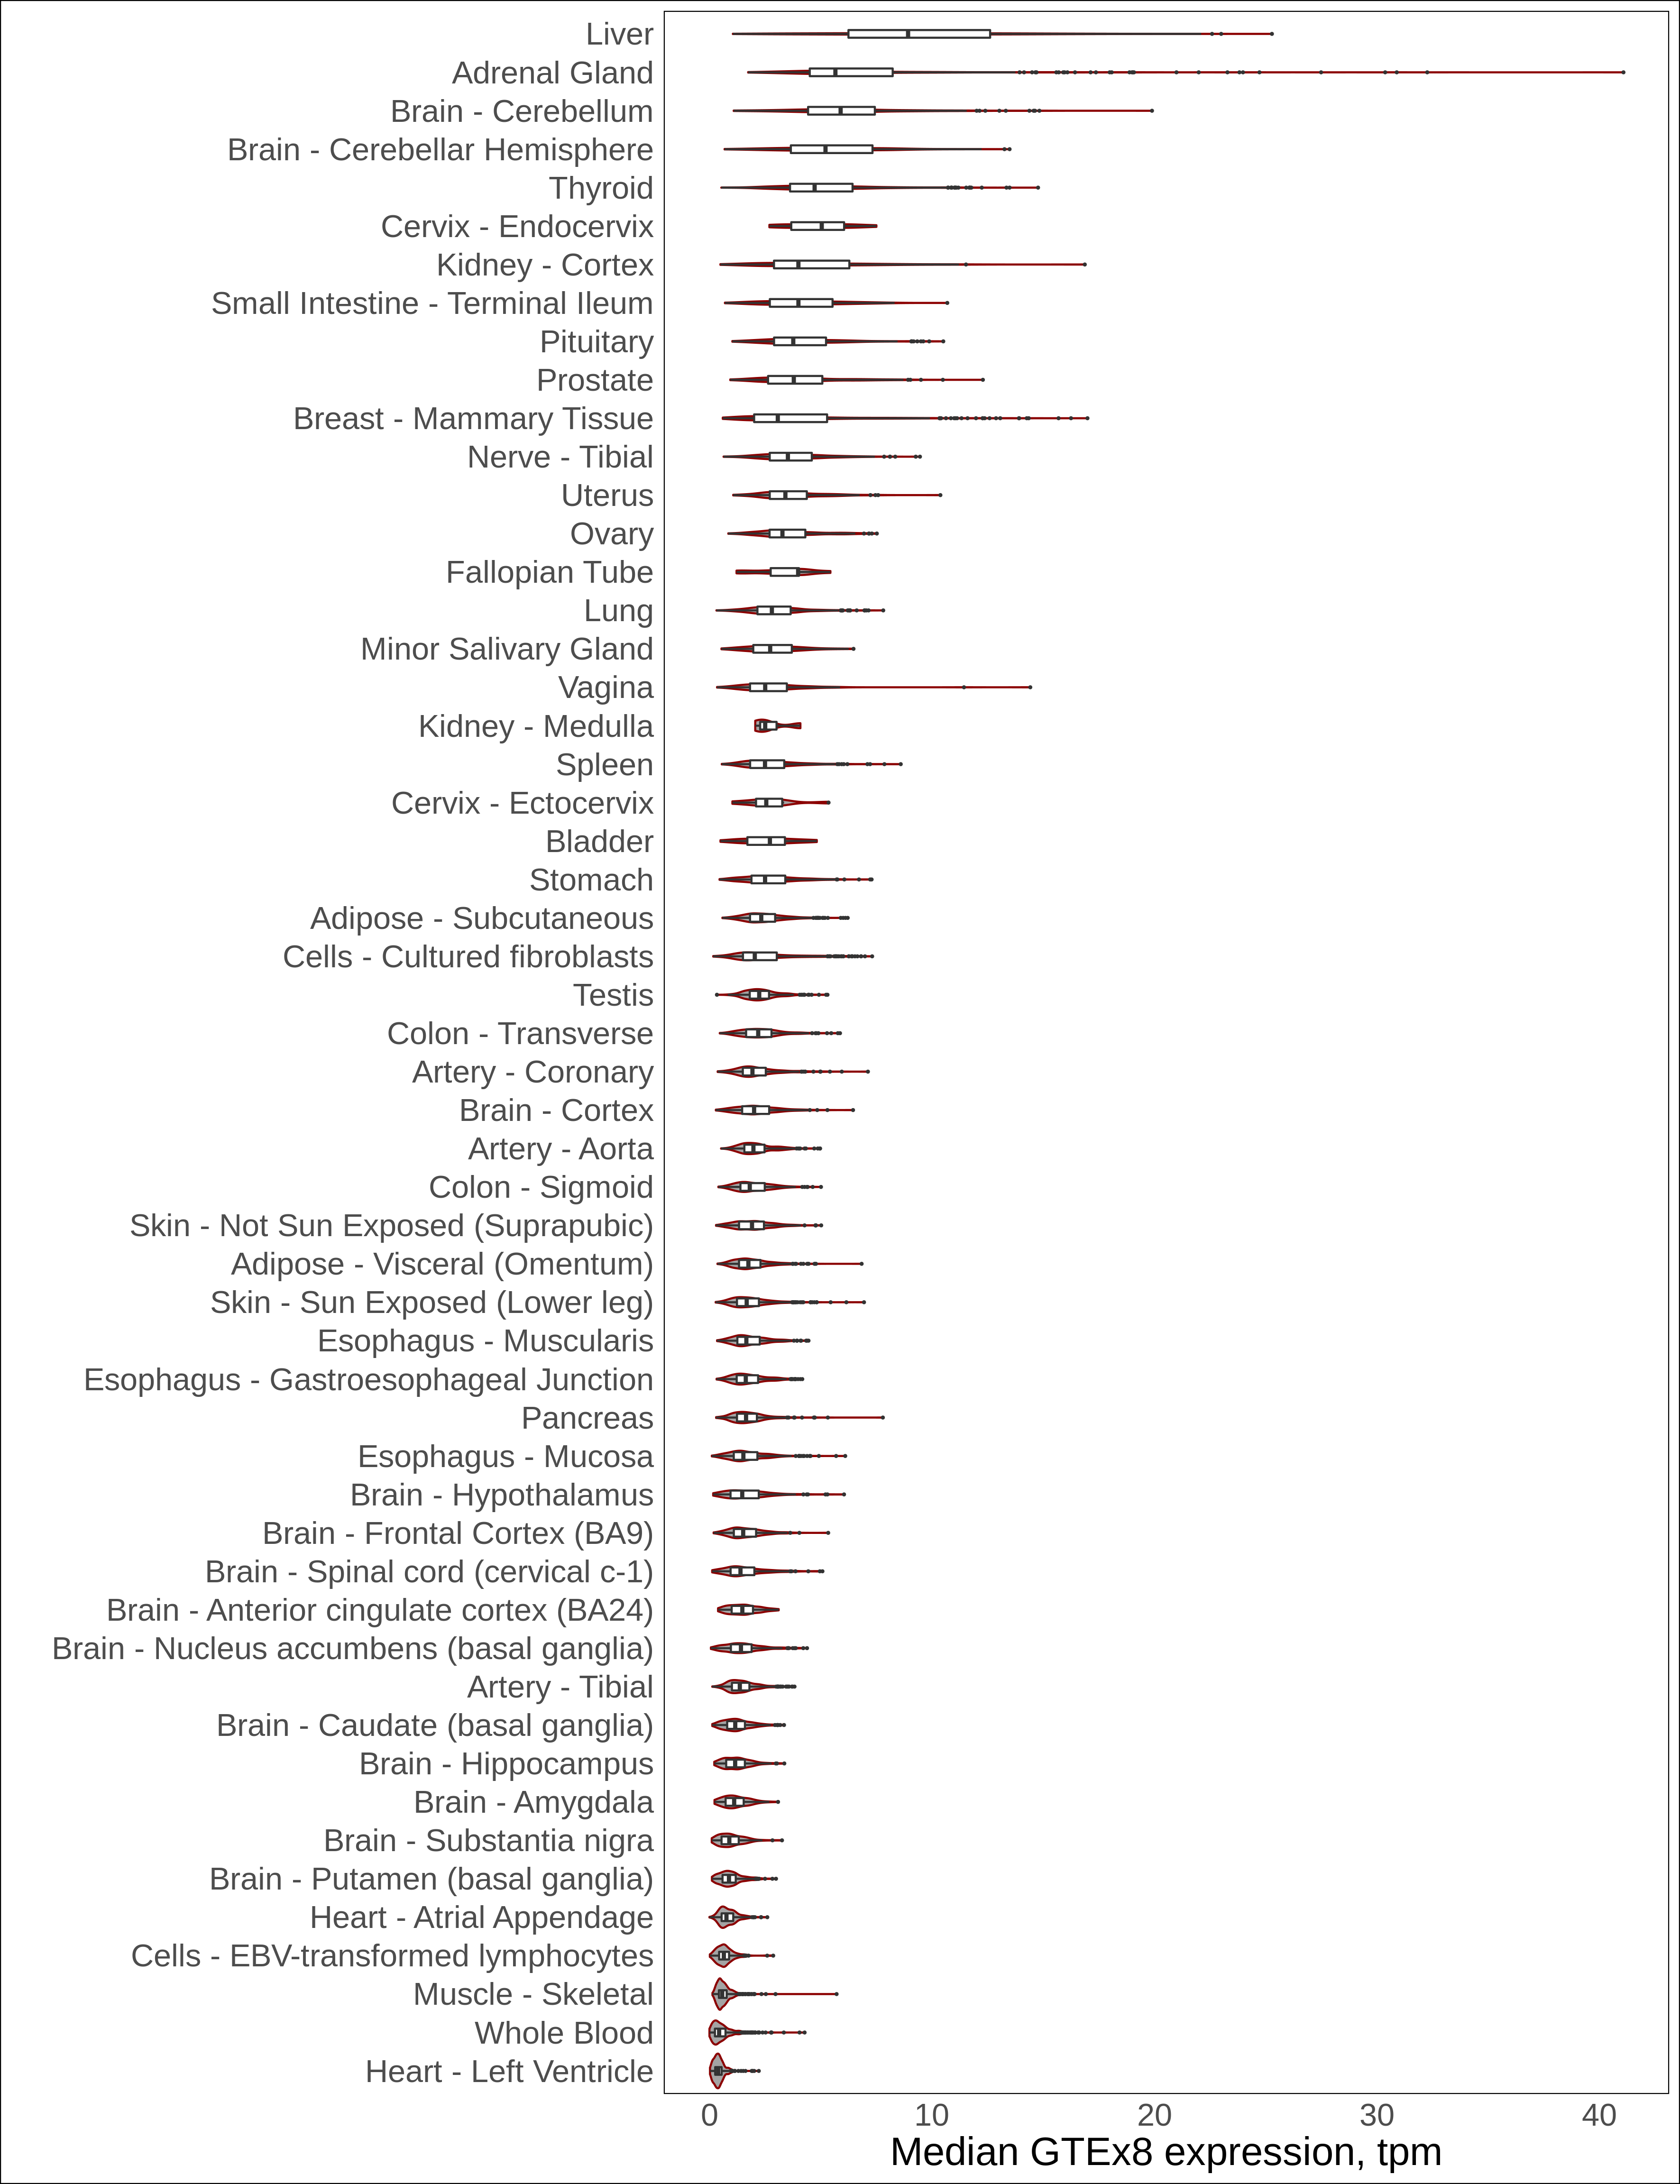 Liver
Adrenal Gland
Brain - Cerebellum
Brain - Cerebellar Hemisphere
Thyroid
Cervix - Endocervix
Kidney - Cortex
Small Intestine - Terminal Ileum
Pituitary
Prostate
Breast - Mammary Tissue
Nerve - Tibial
Uterus
Ovary
Fallopian Tube
Lung
Minor Salivary Gland
Vagina
Kidney - Medulla
Spleen
Cervix - Ectocervix
Bladder
Stomach
Adipose - Subcutaneous
Cells - Cultured fibroblasts
Testis
Colon - Transverse
Artery - Coronary
Brain - Cortex
Artery - Aorta
Colon - Sigmoid
Skin - Not Sun Exposed (Suprapubic)
Adipose - Visceral (Omentum)
Skin - Sun Exposed (Lower leg)
Esophagus - Muscularis
Esophagus - Gastroesophageal Junction
Pancreas
Esophagus - Mucosa
Brain - Hypothalamus
Brain - Frontal Cortex (BA9)
Brain - Spinal cord (cervical c-1)
Brain - Anterior cingulate cortex (BA24)
Brain - Nucleus accumbens (basal ganglia)
Artery - Tibial
Brain - Caudate (basal ganglia)
Brain - Hippocampus
Brain - Amygdala
Brain - Substantia nigra
Brain - Putamen (basal ganglia)
Heart - Atrial Appendage
Cells - EBV-transformed lymphocytes
Muscle - Skeletal
Whole Blood
Heart - Left Ventricle
0 10 20 30 40
Median GTEx8 expression, tpm